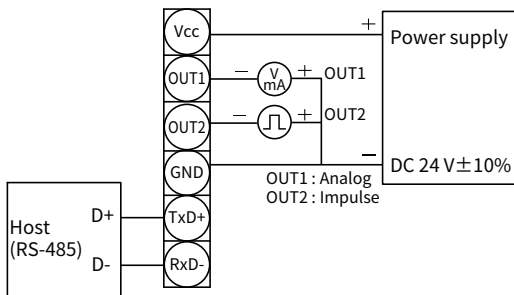 Vcc
+
Power supply
OUT1
−
V
mA
+
OUT1
OUT2
−
+
OUT2
GND
−
DC 24 V±10%
OUT1 : Analog
OUT2 : Impulse
Host
(RS-485)
D+
TxD+
D-
RxD-